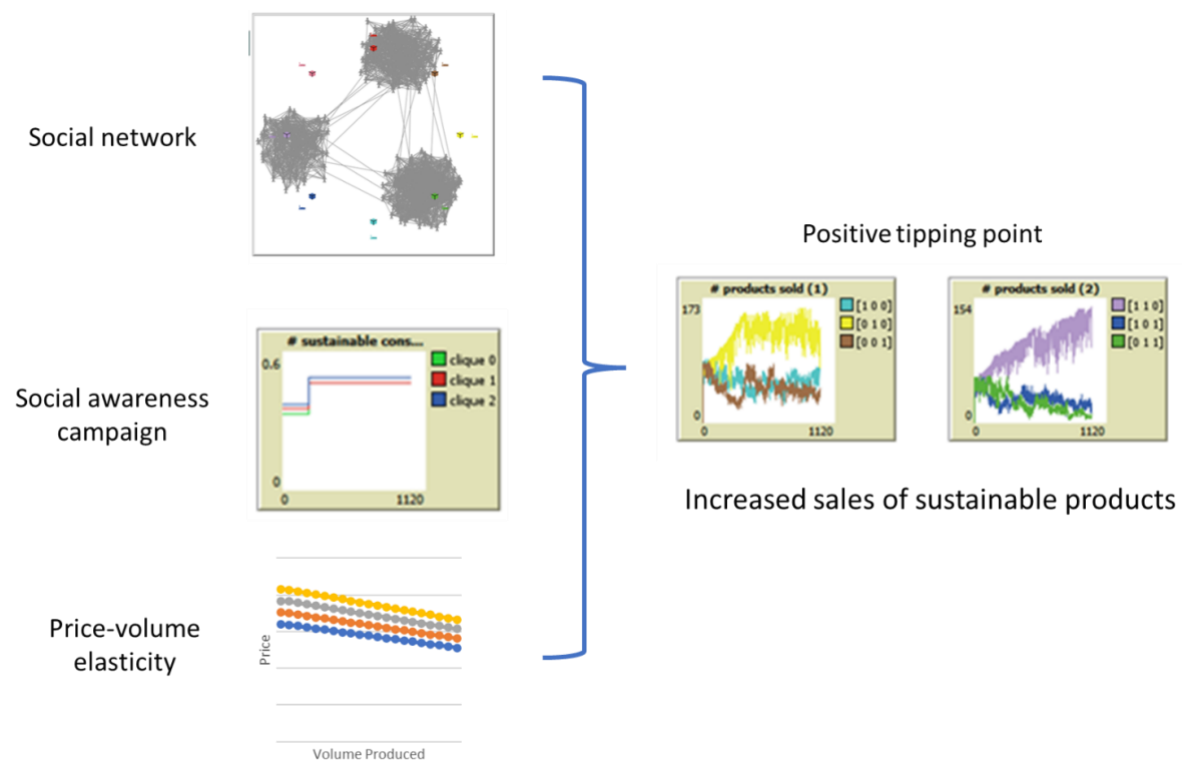 Social network
Positive tipping point
# products sold (1)
173
0
0
1120
[1 0 0]
[0 1 0]
[0 0 1]
# products sold (2)
154
0
0
1120
[1 1 0]
[1 0 1]
[0 1 1]
Increased sales of sustainable products
Social awareness
campaign
# sustainable cons...
0.6
0
0
1120
clique 0
clique 1
clique 2
Price-volume
elasticity
Price
Volume Produced